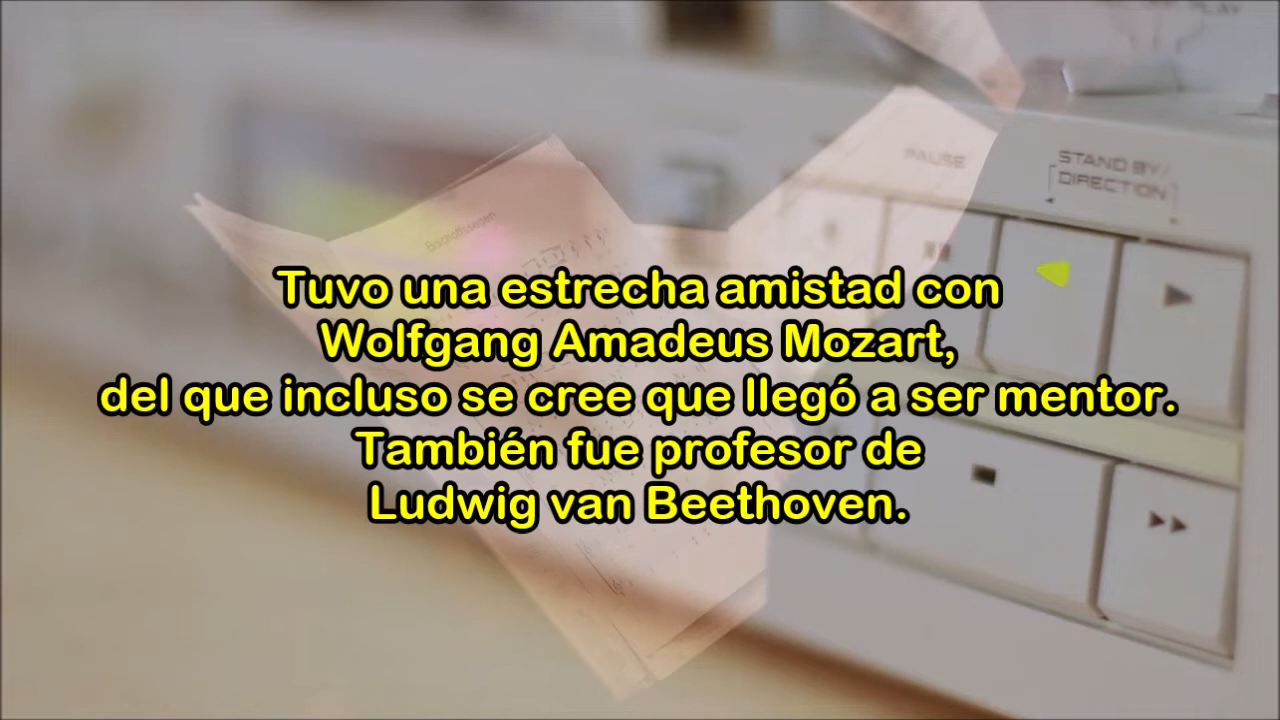 PAUSE
STAND BY/
DIRECTION
Tuvo una estrecha amistad con
Wolfgang Amadeus Mozart,
del que incluso se cree que llegó a ser mentor.
También fue profesor de
Ludwig van Beethoven.